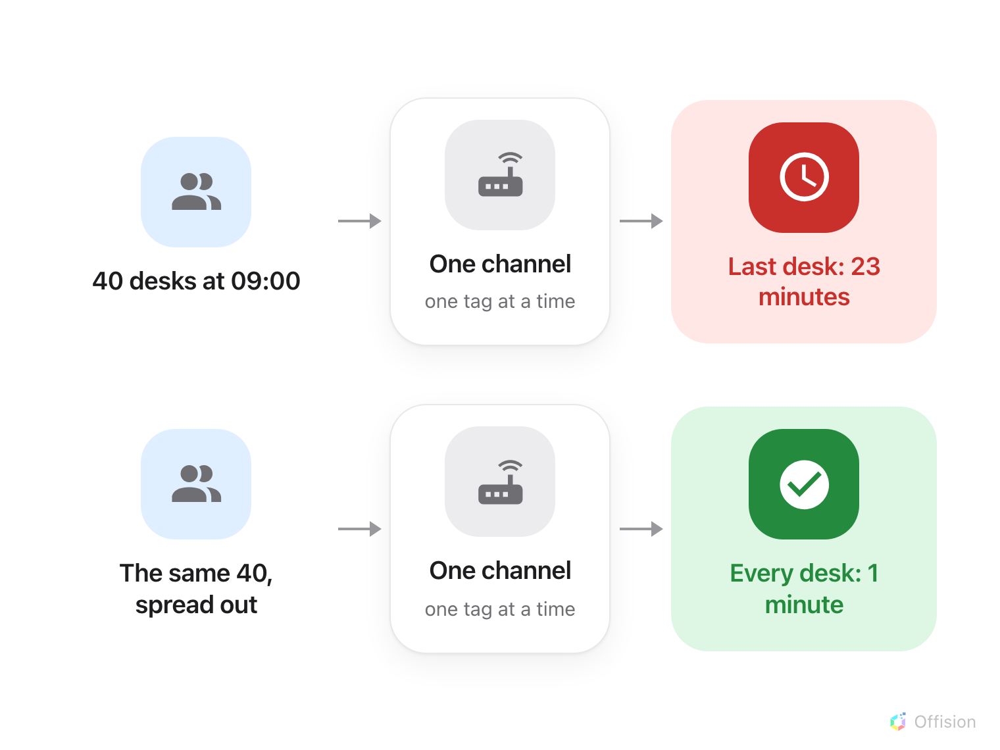 40 desks at 09:00
One channel
one tag at a time
Last desk: 23
minutes
The same 40,
spread out
One channel
one tag at a time
Every desk: 1
minute
Offision